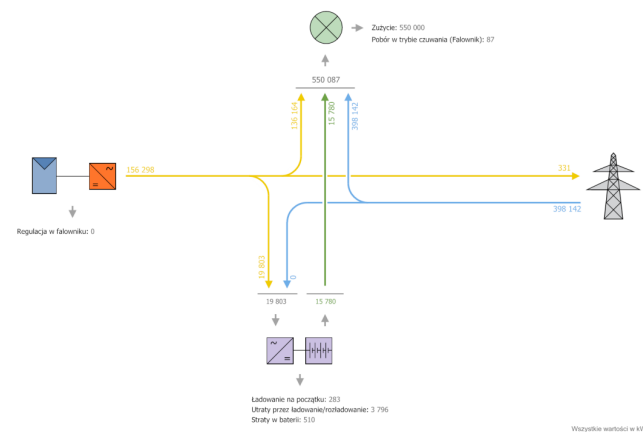 Zużycie: 550 000
Pobór w trybie czuwania (Falownik): 87
550 087
136 164
15 780
398 142
156 298
331
398 142
Regulacja w falowniku: 0
19 803
0
19 803
15 780
Ładowanie na początku: 283
Utraty przez ładowanie/rozładowanie: 3 796
Straty w baterii: 510
Wszystkie wartości w kW